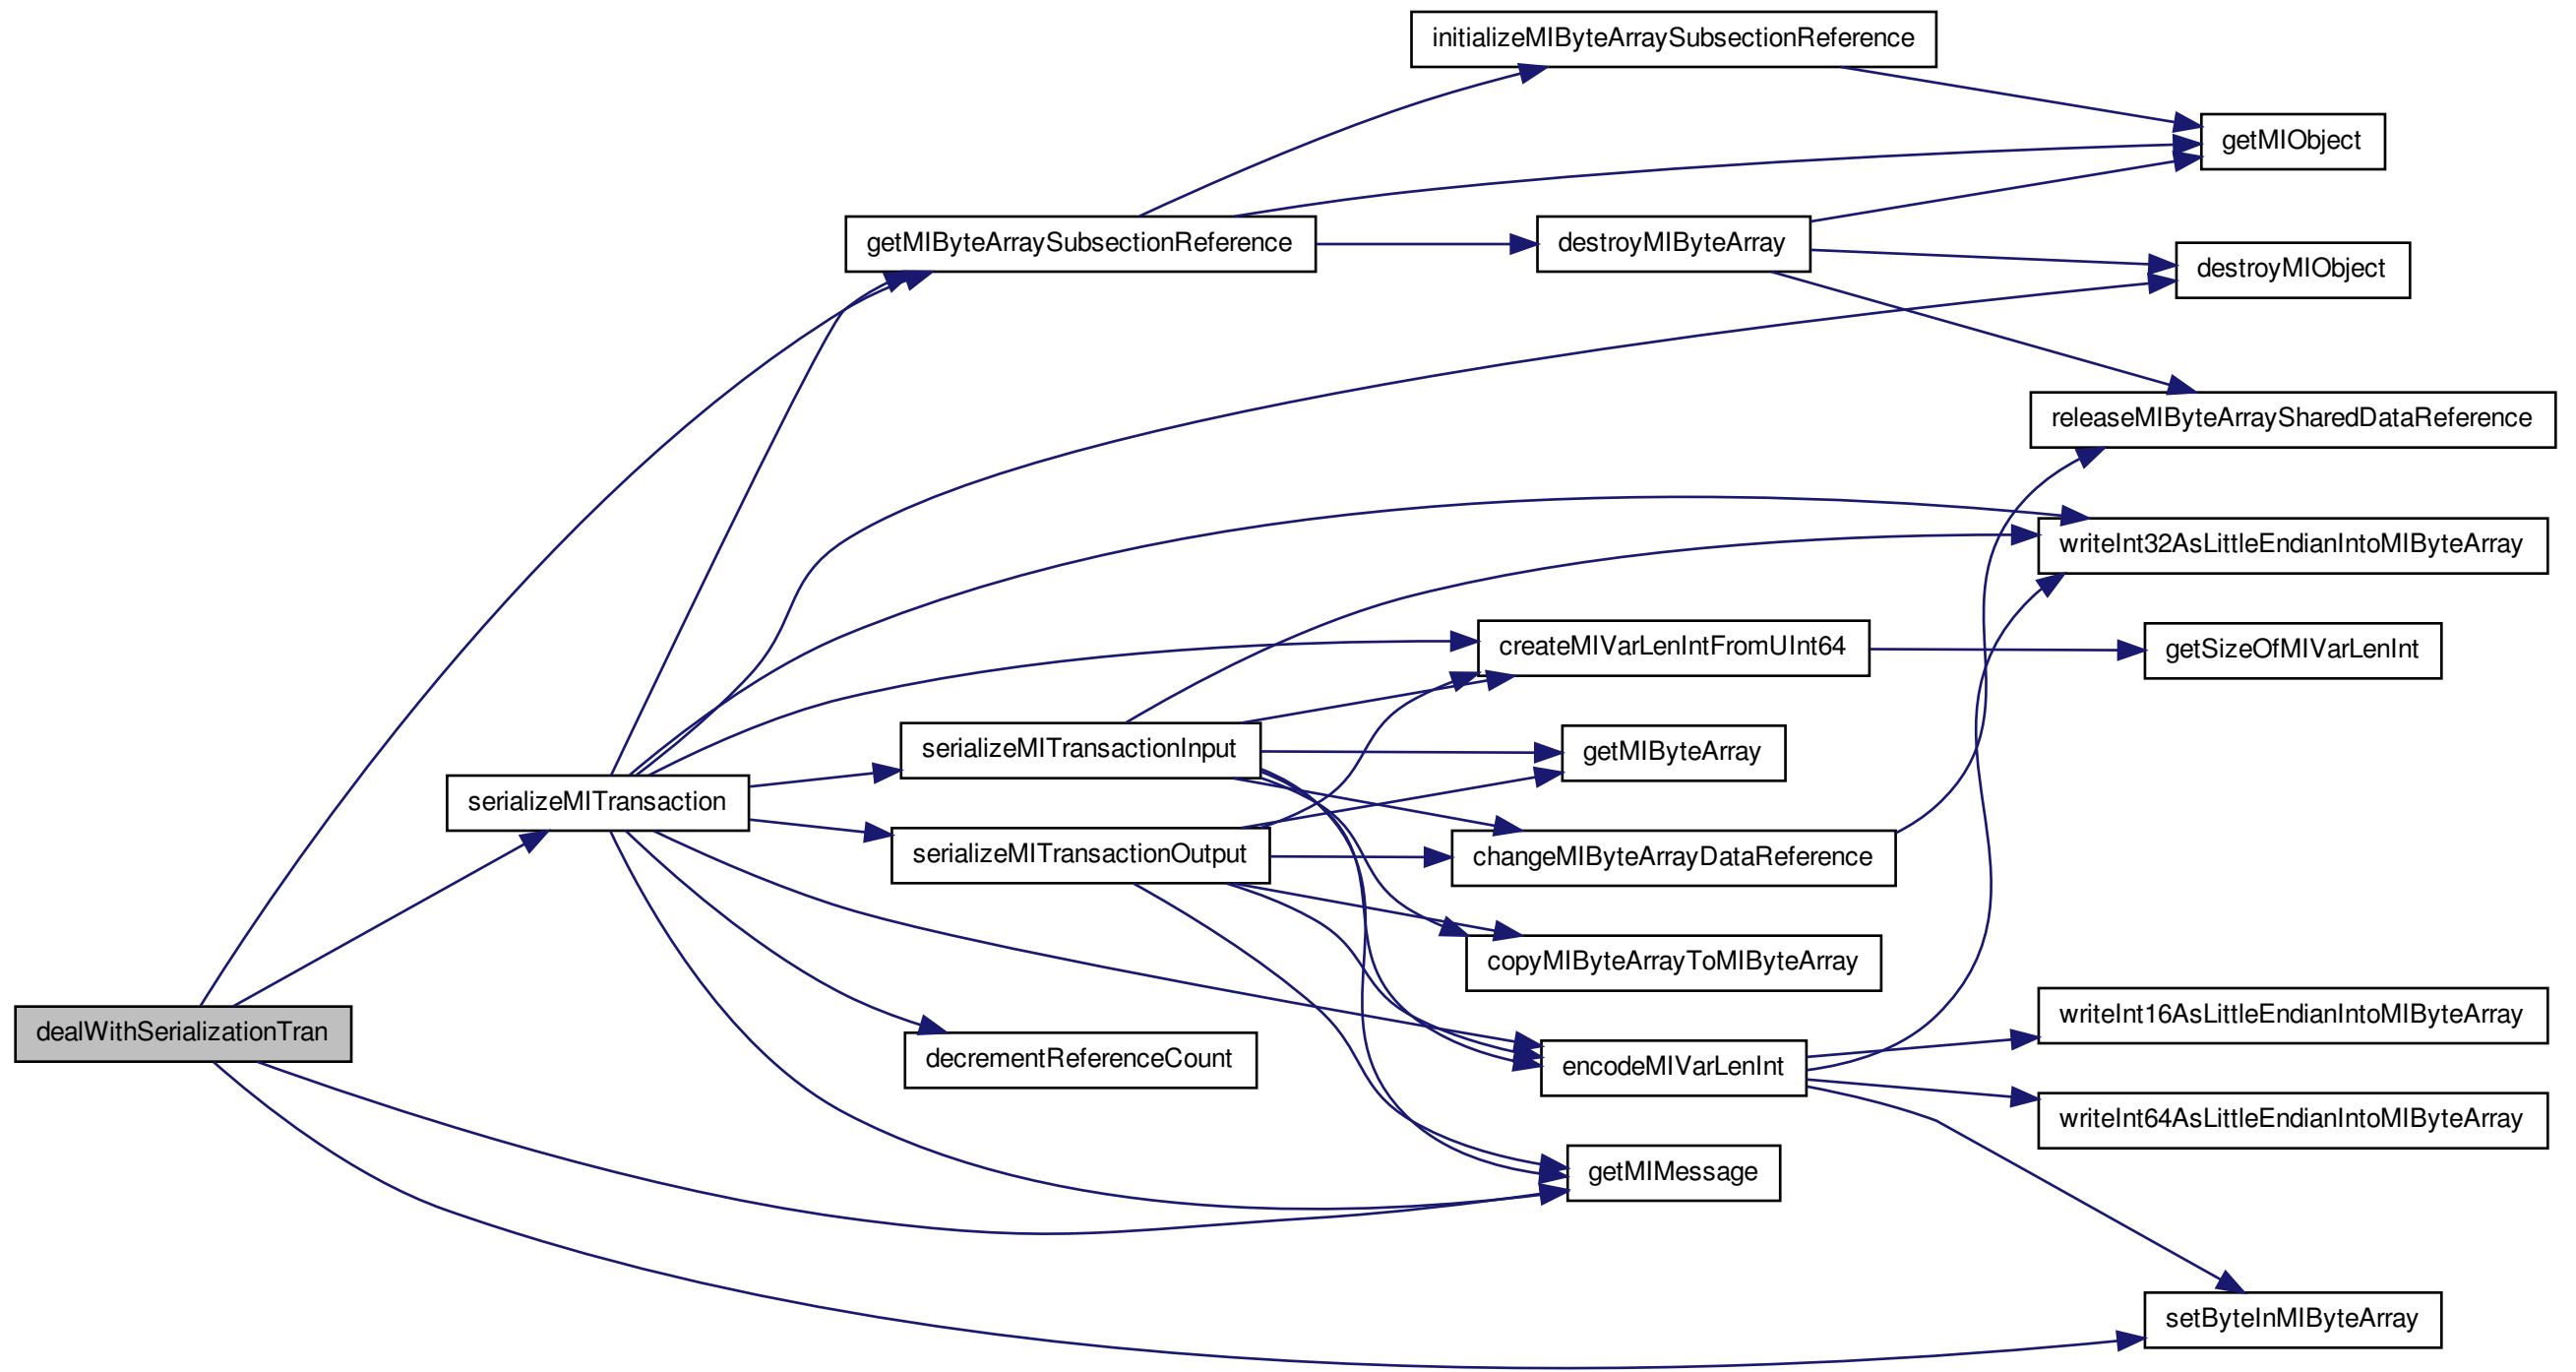 initializeMIByteArraySubsectionReference
getMIObject
getMIByteArraySubsectionReference
destroyMIByteArray
destroyMIObject
releaseMIByteArraySharedDataReference
writeInt32AsLittleEndianIntoMIByteArray
createMIVarLenIntFromUInt64
getSizeOfMIVarLenInt
serializeMITransactionInput
getMIByteArray
serializeMITransaction
serializeMITransactionOutput
changeMIByteArrayDataReference
copyMIByteArrayToMIByteArray
writeInt16AsLittleEndianIntoMIByteArray
dealWithSerializationTran
decrementReferenceCount
encodeMIVarLenInt
writeInt64AsLittleEndianIntoMIByteArray
getMIMessage
setByteInMIByteArray